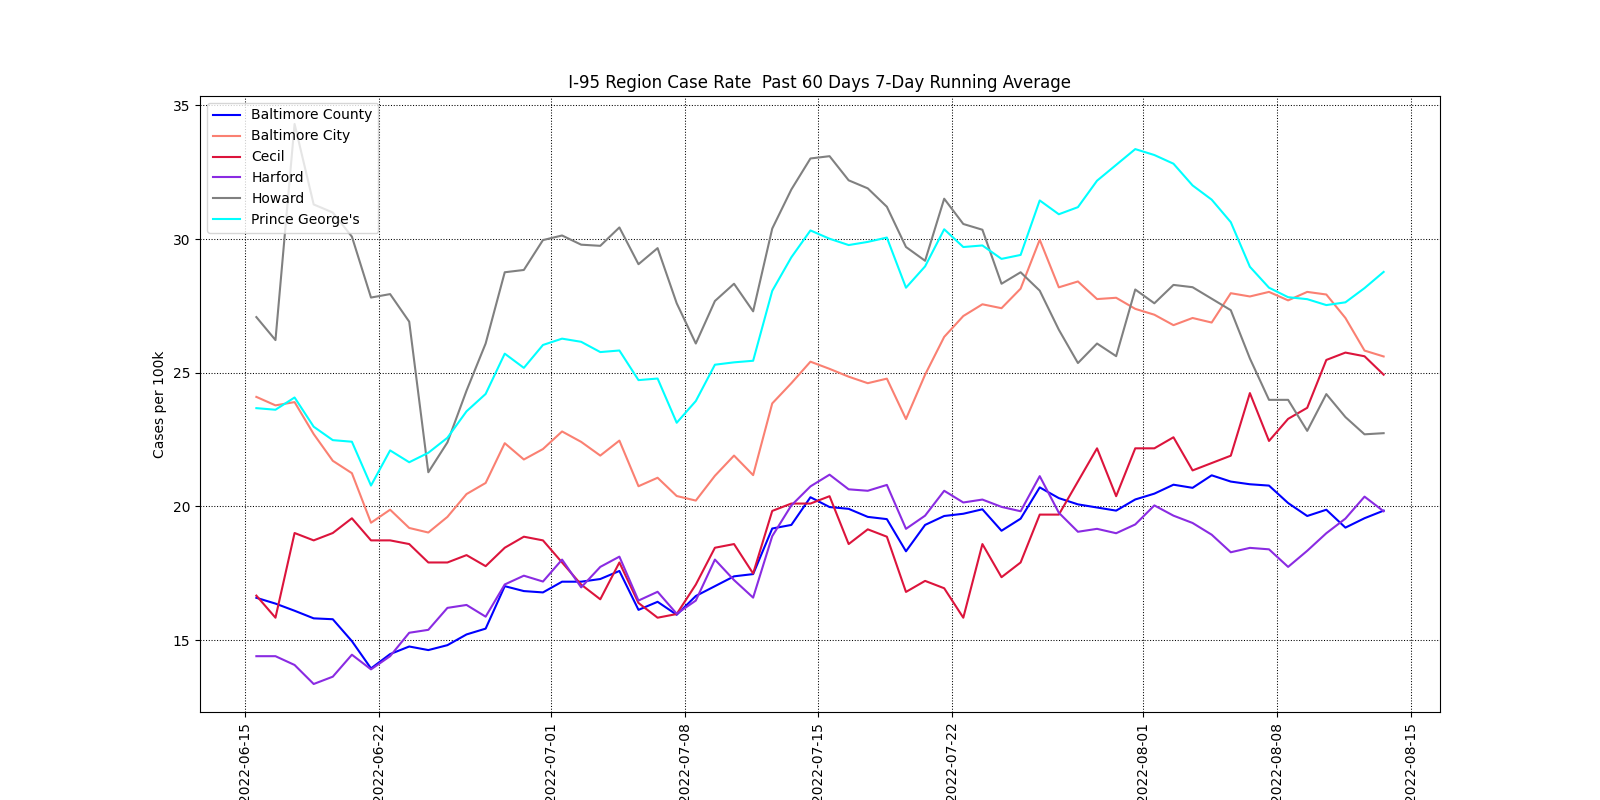 I-95 Region Case Rate  Past 60 Days 7-Day Running Average
Cases per 100k
35
30
25
20
15
Baltimore County
Baltimore City
Cecil
Harford
Howard
Prince George's
2022-06-15
2022-06-22
2022-07-01
2022-07-08
2022-07-15
2022-07-22
2022-08-01
2022-08-08
2022-08-15